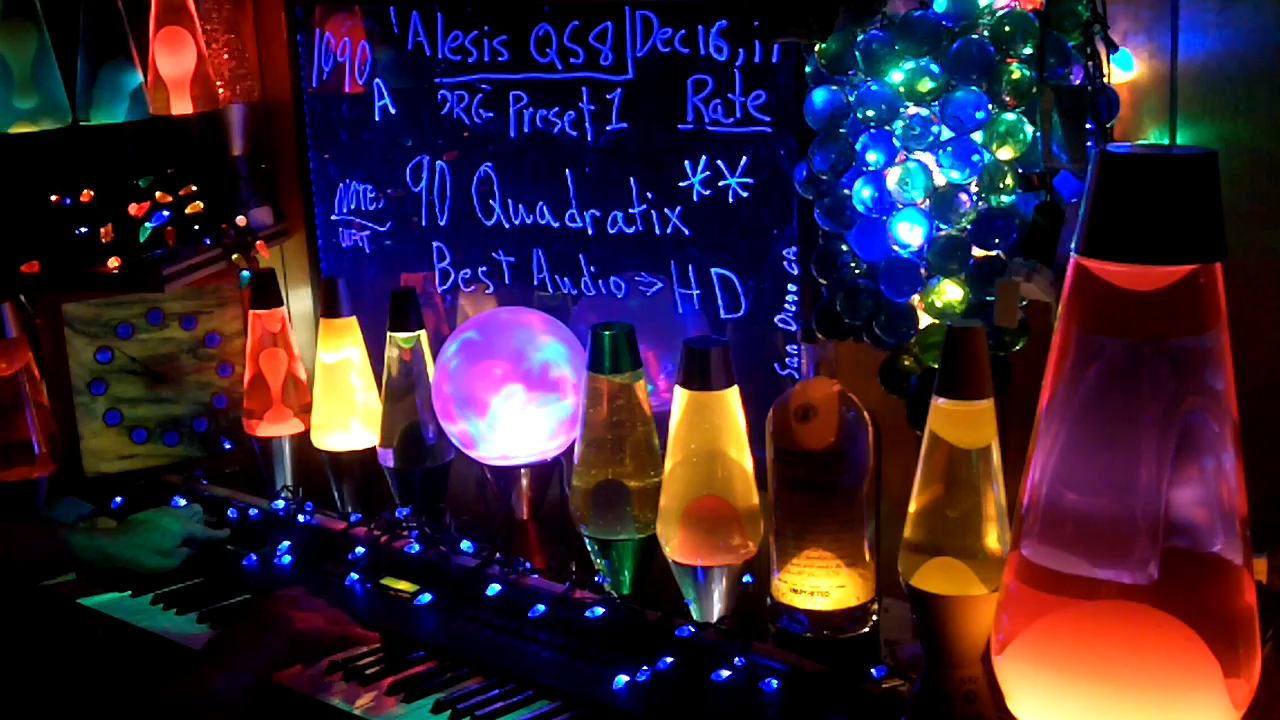 1090 'Alesis QS8 Dec 16, 11
A PRG Preset 1 Rate
NOTE: 90 Quadratix **
Best Audio ⇒ HD
San Diego CA
IMPORTED